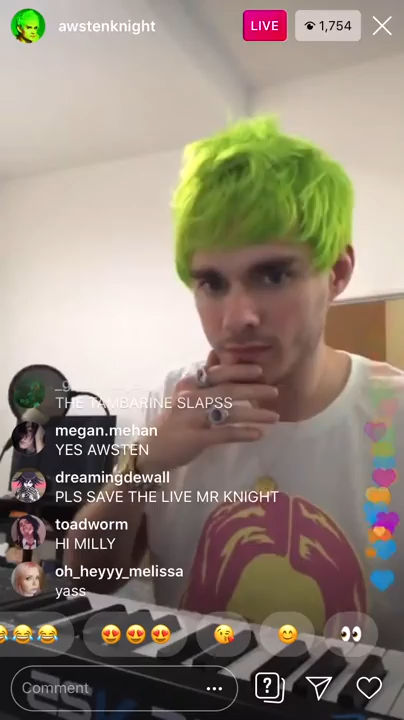 awstenknight
LIVE
1,754
THE TAMBARINE SLAPSS
megan.mehan
YES AWSTEN
dreamingdewall
PLS SAVE THE LIVE MR KNIGHT
toadworm
HI MILLY
oh_heyyy_melissa
yass
Comment